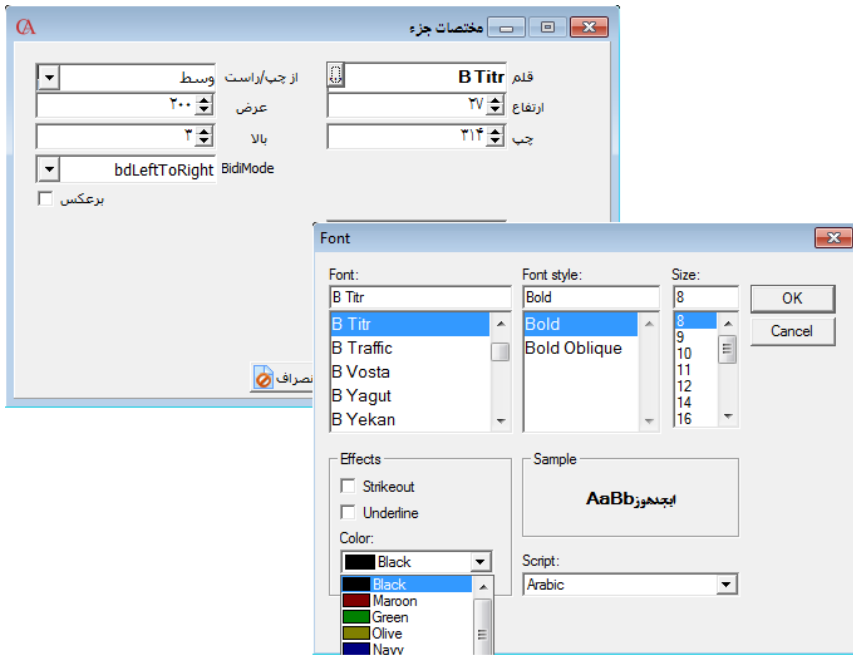 مختصات جزء
قلم B Titr
از چپ/راست وسط
ارتفاع ۲۷
عرض ۲۰۰
چپ ۳۱۴
بالا ۳
BidiMode bdLeftToRight
برعکس
نصراف
Font
Font:
B Titr
B Titr
B Traffic
B Vosta
B Yagut
B Yekan
Font style:
Bold
Bold
Bold Oblique
Size:
8
8
9
10
11
12
14
16
OK
Cancel
Effects
Strikeout
Underline
Color:
Black
Black
Maroon
Green
Olive
Navy
Sample
AaBbابجدهوز
Script:
Arabic